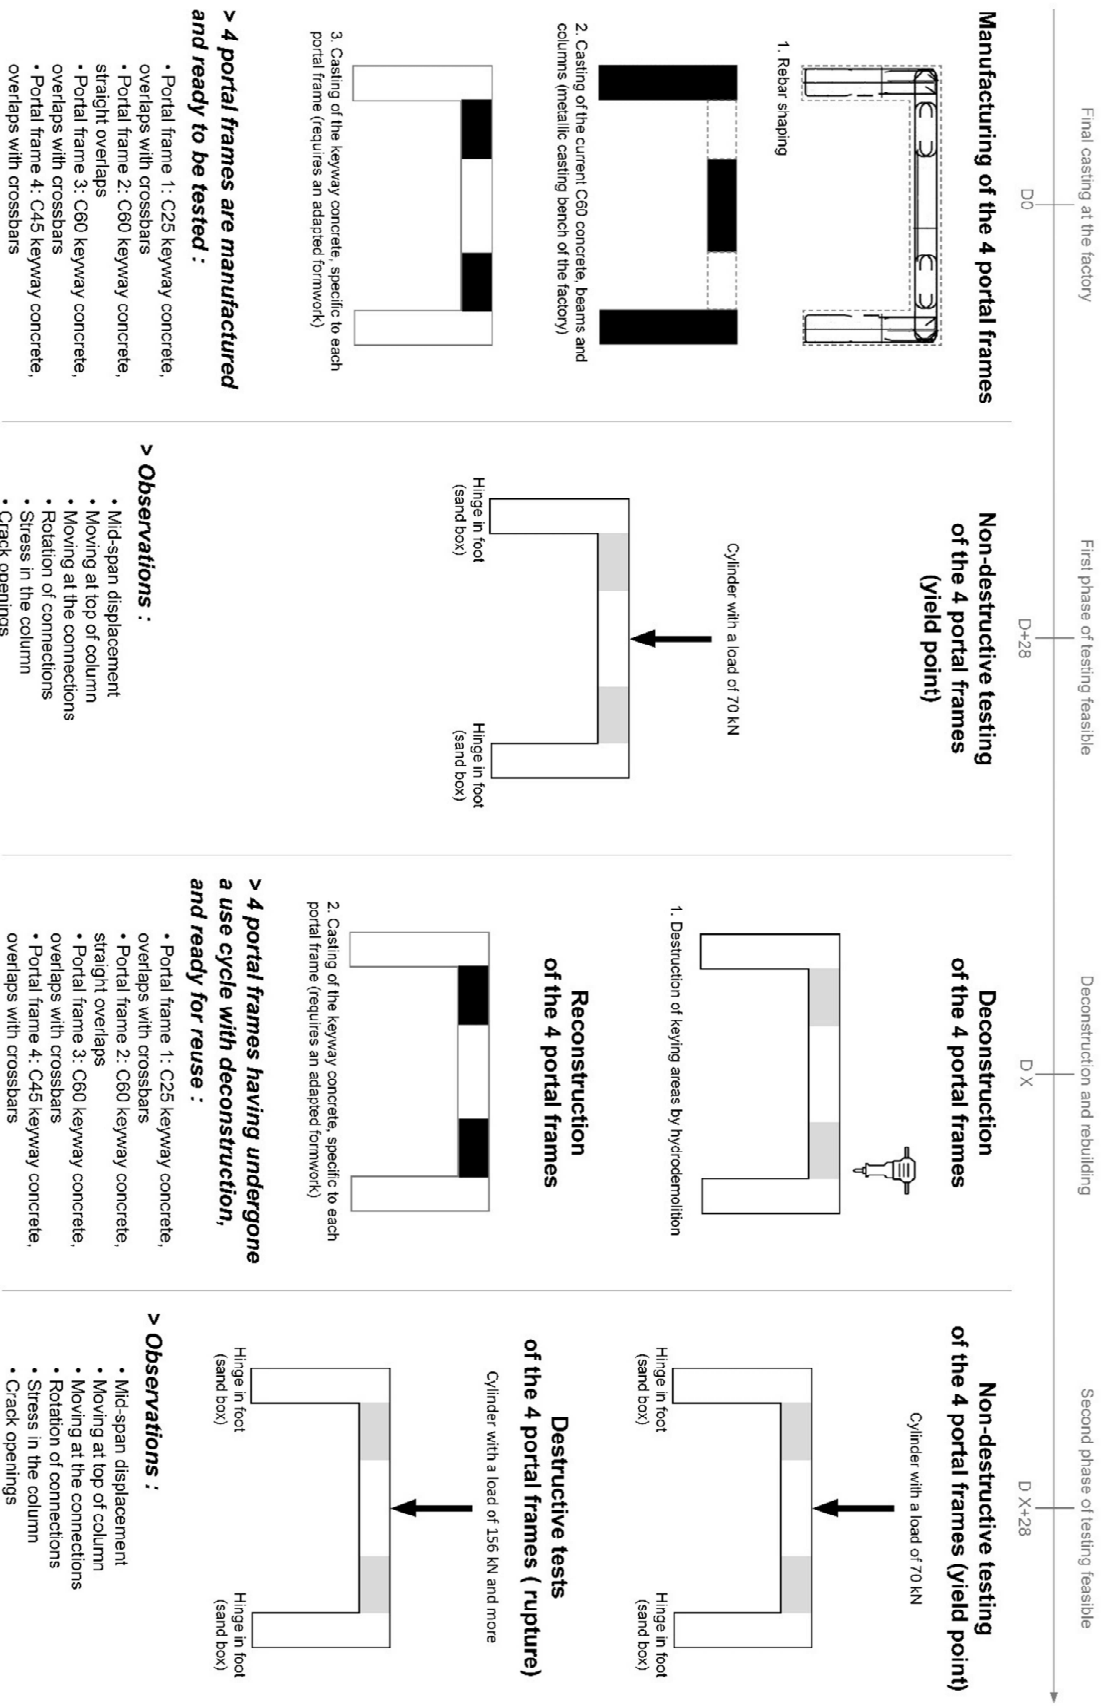 Final casting at the factory
D0
First phase of testing feasible
D+28
Deconstruction and rebuilding
D X
Second phase of testing feasible
D X+28
Manufacturing of the 4 portal frames
1. Rebar shaping
2. Casting of the current C60 concrete, beams and
columns (metallic casting bench of the factory)
3. Casting of the keyway concrete, specific to each
portal frame (requires an adapted formwork)
> 4 portal frames are manufactured
and ready to be tested :
• Portal frame 1: C25 keyway concrete,
overlaps with crossbars
• Portal frame 2: C60 keyway concrete,
straight overlaps
• Portal frame 3: C60 keyway concrete,
overlaps with crossbars
• Portal frame 4: C45 keyway concrete,
overlaps with crossbars
Non-destructive testing
of the 4 portal frames
(yield point)
Cylinder with a load of 70 kN
Hinge in foot
(sand box)
Hinge in foot
(sand box)
> Observations :
• Mid-span displacement
• Moving at top of column
• Moving at the connections
• Rotation of connections
• Stress in the column
• Crack openings
Deconstruction
of the 4 portal frames
1. Destruction of keying areas by hydrodemolition
Reconstruction
of the 4 portal frames
2. Casting of the keyway concrete, specific to each
portal frame (requires an adapted formwork)
> 4 portal frames having undergone
a use cycle with deconstruction,
and ready for reuse :
• Portal frame 1: C25 keyway concrete,
overlaps with crossbars
• Portal frame 2: C60 keyway concrete,
straight overlaps
• Portal frame 3: C60 keyway concrete,
overlaps with crossbars
• Portal frame 4: C45 keyway concrete,
overlaps with crossbars
Non-destructive testing
of the 4 portal frames (yield point)
Cylinder with a load of 70 kN
Hinge in foot
(sand box)
Hinge in foot
(sand box)
Destructive tests
of the 4 portal frames ( rupture)
Cylinder with a load of 156 kN and more
Hinge in foot
(sand box)
Hinge in foot
(sand box)
> Observations :
• Mid-span displacement
• Moving at top of column
• Moving at the connections
• Rotation of connections
• Stress in the column
• Crack openings